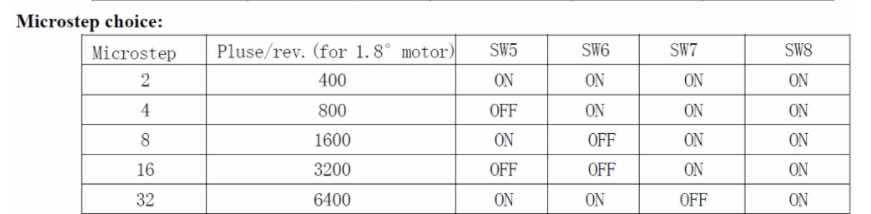 Microstep choice:
Microstep Pluse/rev. (for 1.8° motor) SW5 SW6 SW7 SW8
2 400 ON ON ON ON
4 800 OFF ON ON ON
8 1600 ON OFF ON ON
16 3200 OFF OFF ON ON
32 6400 ON ON OFF ON